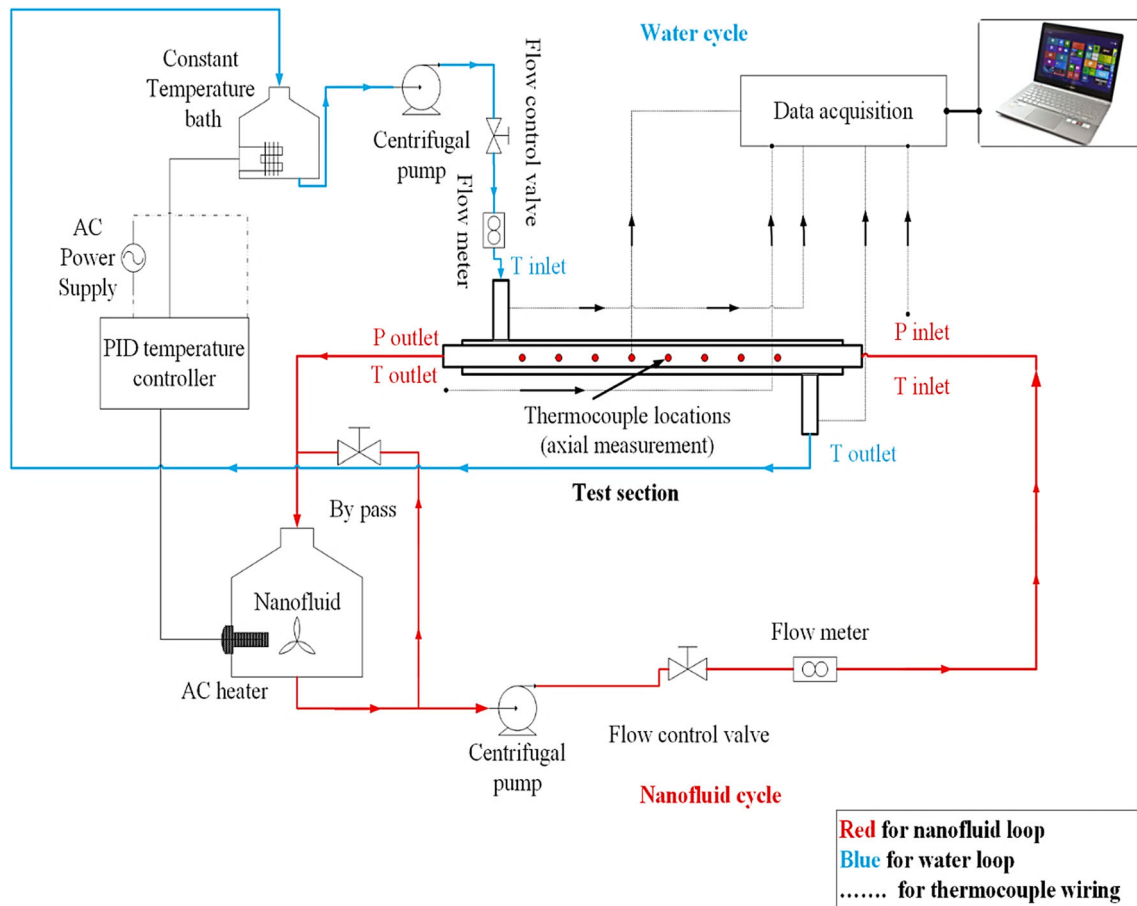 Water cycle
Constant
Temperature
bath
Centrifugal
pump
Flow control valve
Flow meter
Data acquisition
AC
Power
Supply
T inlet
PID temperature
controller
P outlet
T outlet
P inlet
T inlet
Thermocouple locations
(axial measurement)
T outlet
Test section
By pass
Nanofluid
AC heater
Flow meter
Centrifugal
pump
Flow control valve
Nanofluid cycle
Red for nanofluid loop
Blue for water loop
....... for thermocouple wiring